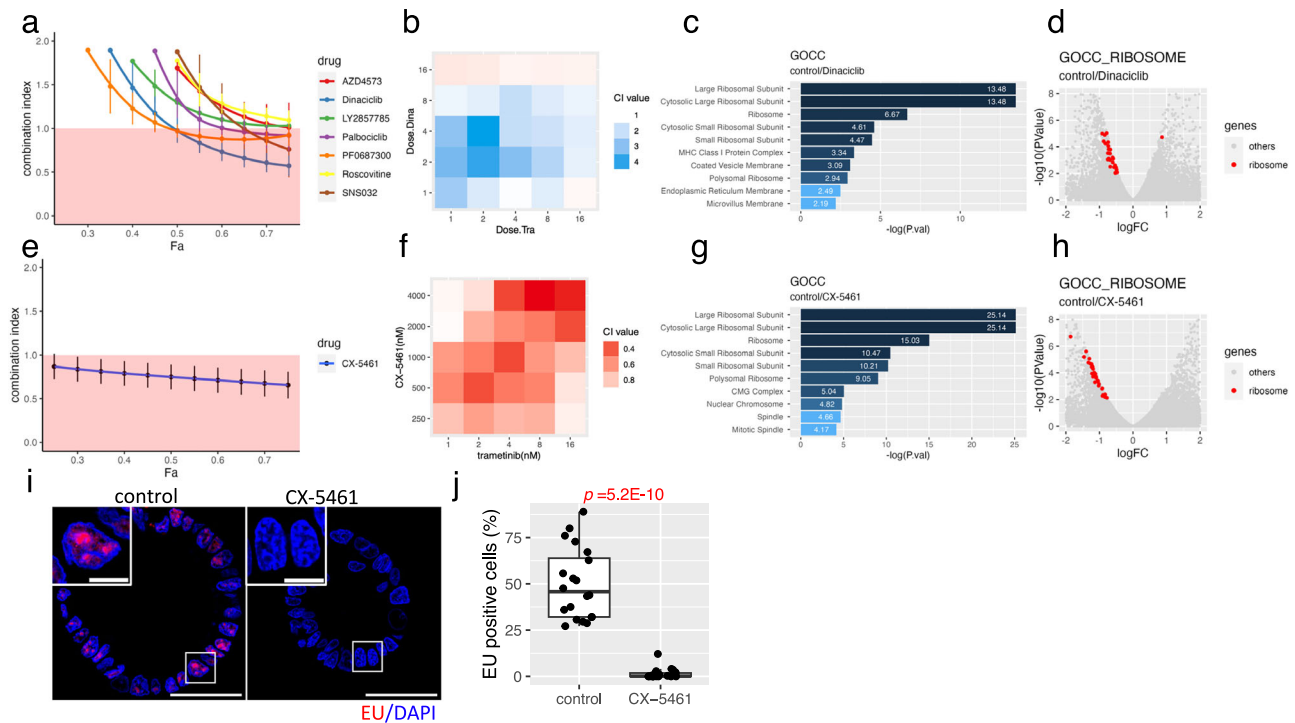 a
2.0
1.5
1.0
0.5
0.0
combination index
0.3 0.4 0.5 0.6 0.7
Fa
drug
AZD4573
Dinaciclib
LY2857785
Palbociclib
PF0687300
Roscovitine
SNS032
b
16
8
4
2
1
Dose.Dina
1 2 4 8 16
Dose.Tra
CI value
1
2
3
4
c
GOCC
control/Dinaciclib
Large Ribosomal Subunit 13.48
Cytosolic Large Ribosomal Subunit 13.48
Ribosome 6.67
Cytosolic Small Ribosomal Subunit 4.61
Small Ribosomal Subunit 4.47
MHC Class I Protein Complex 3.34
Coated Vesicle Membrane 3.09
Polysomal Ribosome 2.94
Endoplasmic Reticulum Membrane 2.49
Microvillus Membrane 2.19
0 5 10
-log(P.val)
d
GOCC_RIBOSOME
control/Dinaciclib
8
6
4
2
0
-log10(PValue)
-2 -1 0 1 2
logFC
genes
others
ribosome
e
2.0
1.5
1.0
0.5
0.0
combination index
0.3 0.4 0.5 0.6 0.7
Fa
drug
CX-5461
f
4000
2000
1000
500
250
CX-5461(nM)
1 2 4 8 16
trametinib(nM)
CI value
0.4
0.6
0.8
g
GOCC
control/CX-5461
Large Ribosomal Subunit 25.14
Cytosolic Large Ribosomal Subunit 25.14
Ribosome 15.03
Cytosolic Small Ribosomal Subunit 10.47
Small Ribosomal Subunit 10.21
Polysomal Ribosome 9.05
CMG Complex 5.04
Nuclear Chromosome 4.82
Spindle 4.66
Mitotic Spindle 4.17
0 5 10 15 20 25
-log(P.val)
h
GOCC_RIBOSOME
control/CX-5461
8
6
4
2
0
-log10(PValue)
-2 -1 0 1 2
logFC
genes
others
ribosome
i
control CX-5461
EU/DAPI
j
p =5.2E-10
75
50
25
0
EU positive cells (%)
control CX−5461